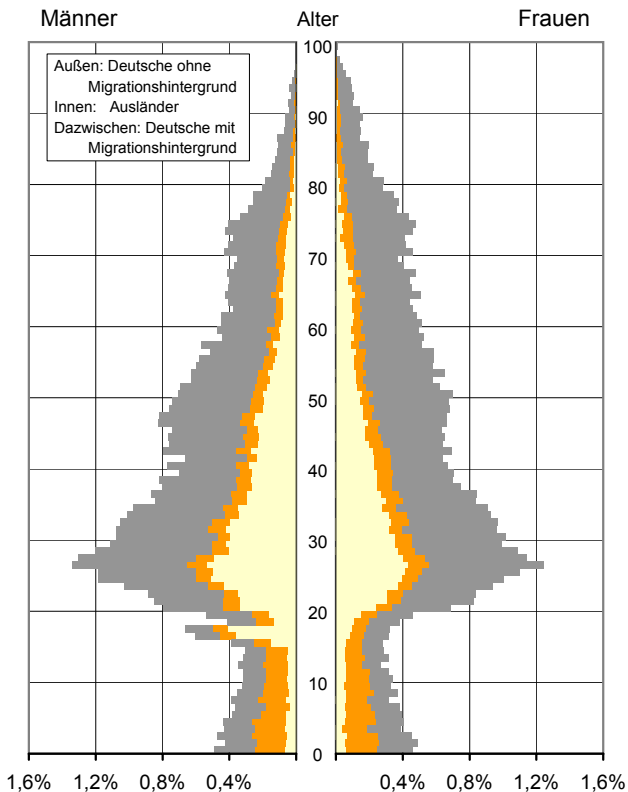 Männer Alter Frauen
Außen: Deutsche ohne
Migrationshintergrund
Innen: Ausländer
Dazwischen: Deutsche mit
Migrationshintergrund
100
90
80
70
60
50
40
30
20
10
0
1,6% 1,2% 0,8% 0,4% 0,4% 0,8% 1,2% 1,6%